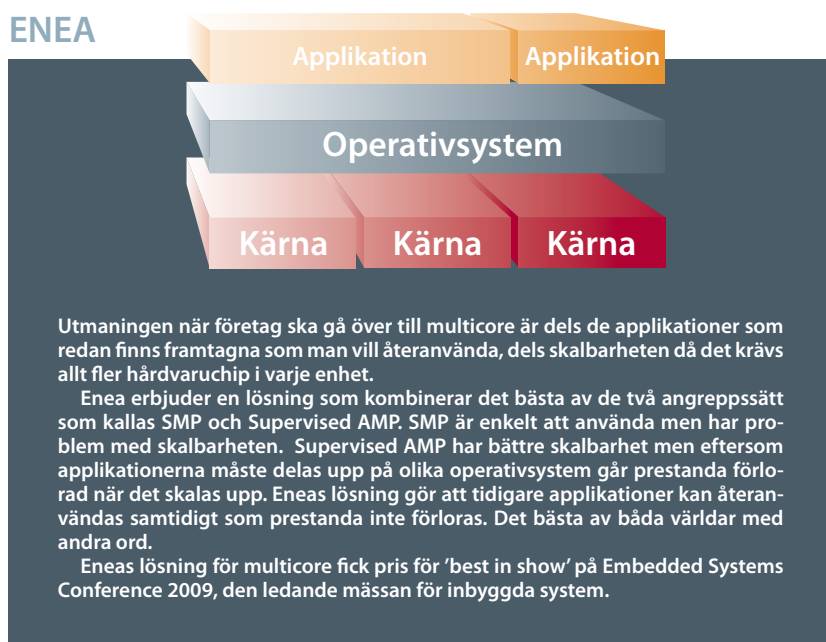 ENEA
Applikation Applikation
Operativsystem
Kärna Kärna Kärna
Utmaningen när företag ska gå över till multicore är dels de applikationer som
redan finns framtagna som man vill återanvända, dels skalbarheten då det krävs
allt fler hårdvaruchip i varje enhet.
Enea erbjuder en lösning som kombinerar det bästa av de två angreppssätt
som kallas SMP och Supervised AMP. SMP är enkelt att använda men har pro-
blem med skalbarheten. Supervised AMP har bättre skalbarhet men eftersom
applikationerna måste delas upp på olika operativsystem går prestanda förlo-
rad när det skalas upp. Eneas lösning gör att tidigare applikationer kan återan-
vändas samtidigt som prestanda inte förloras. Det bästa av båda världar med
andra ord.
Eneas lösning för multicore fick pris för ’best in show’ på Embedded Systems
Conference 2009, den ledande mässan för inbyggda system.